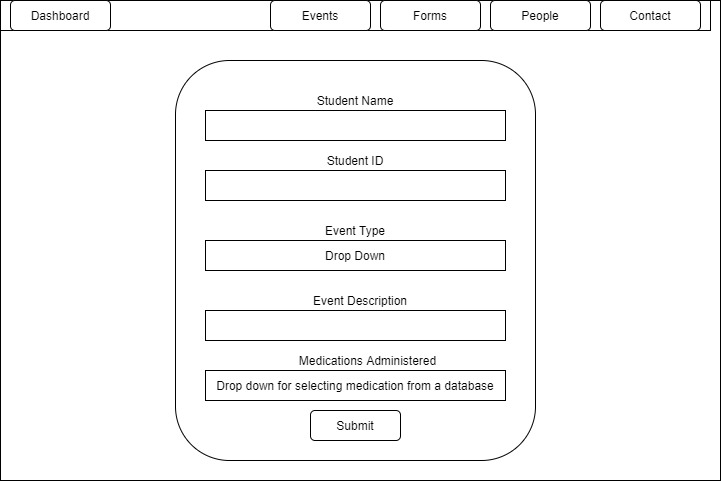 Dashboard
Events
Forms
People
Contact
Student Name
Student ID
Event Type
Drop Down
Event Description
Medications Administered
Drop down for selecting medication from a database
Submit